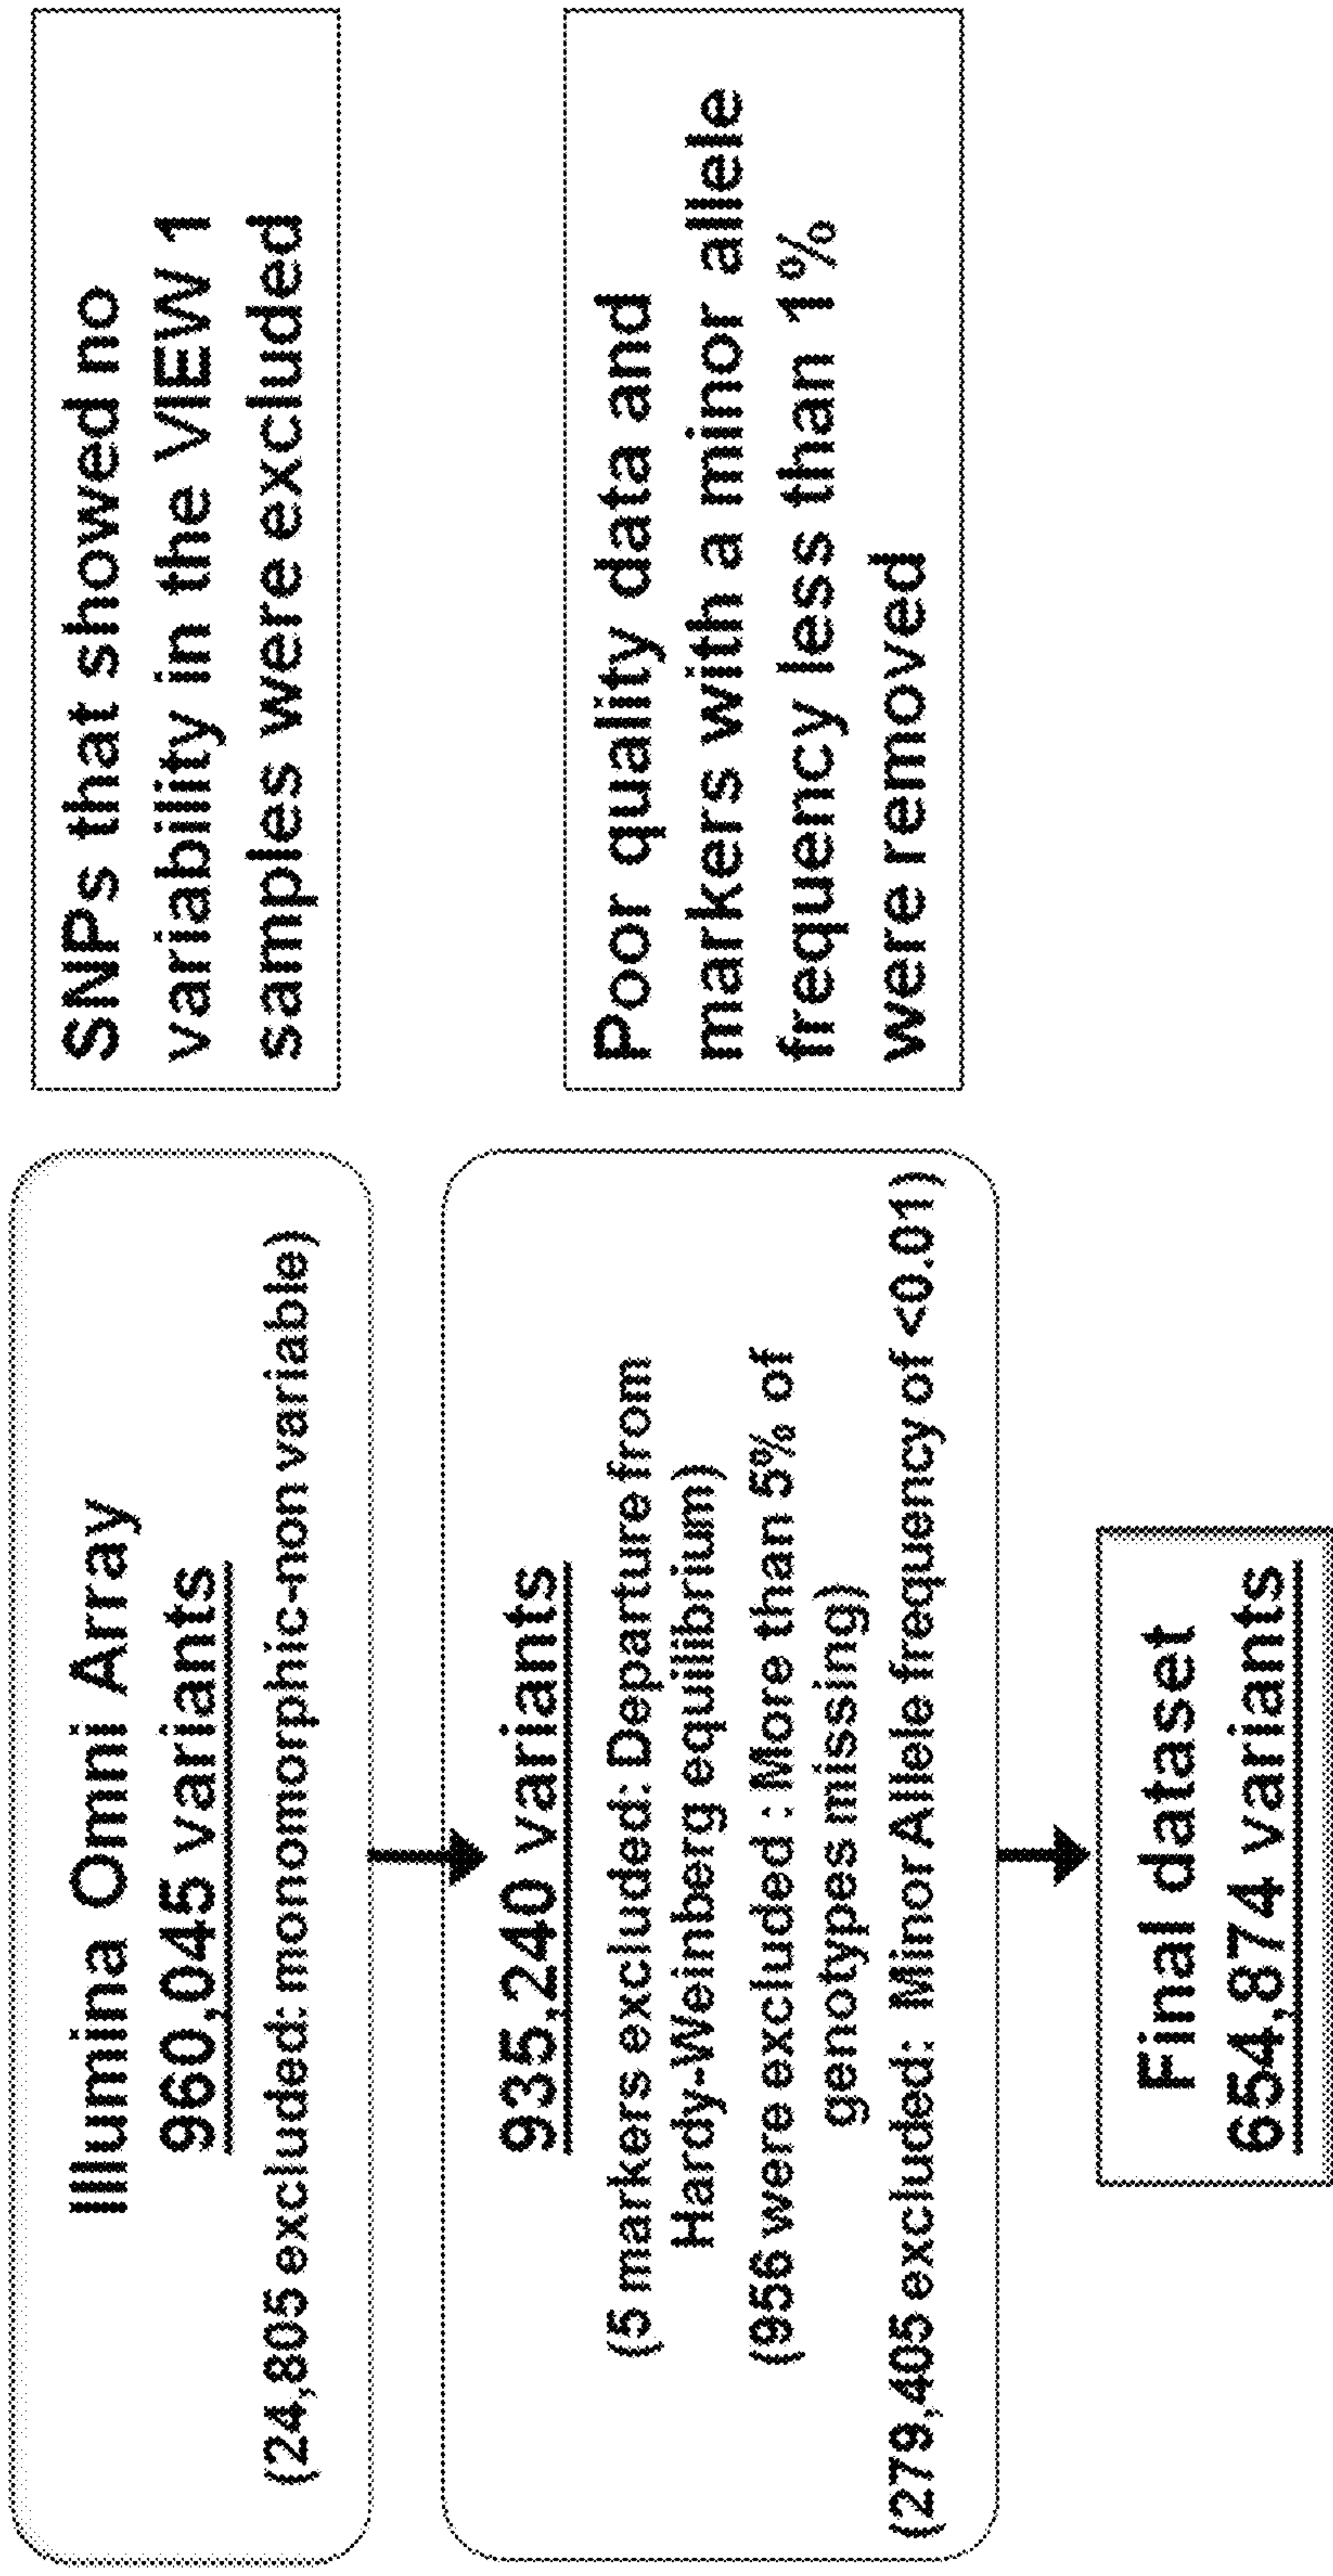 Illumina Omni Array
960,045 variants
(24,805 excluded: monomorphic-non variable)
SNPs that showed no
variability in the VIEW 1
samples were excluded
935,240 variants
(5 markers excluded: Departure from
Hardy-Weinberg equilibrium)
(956 were excluded : More than 5% of
genotypes missing)
(279,405 excluded: Minor Allele frequency of <0.01)
Poor quality data and
markers with a minor allele
frequency less than 1%
were removed
Final dataset
654,874 variants